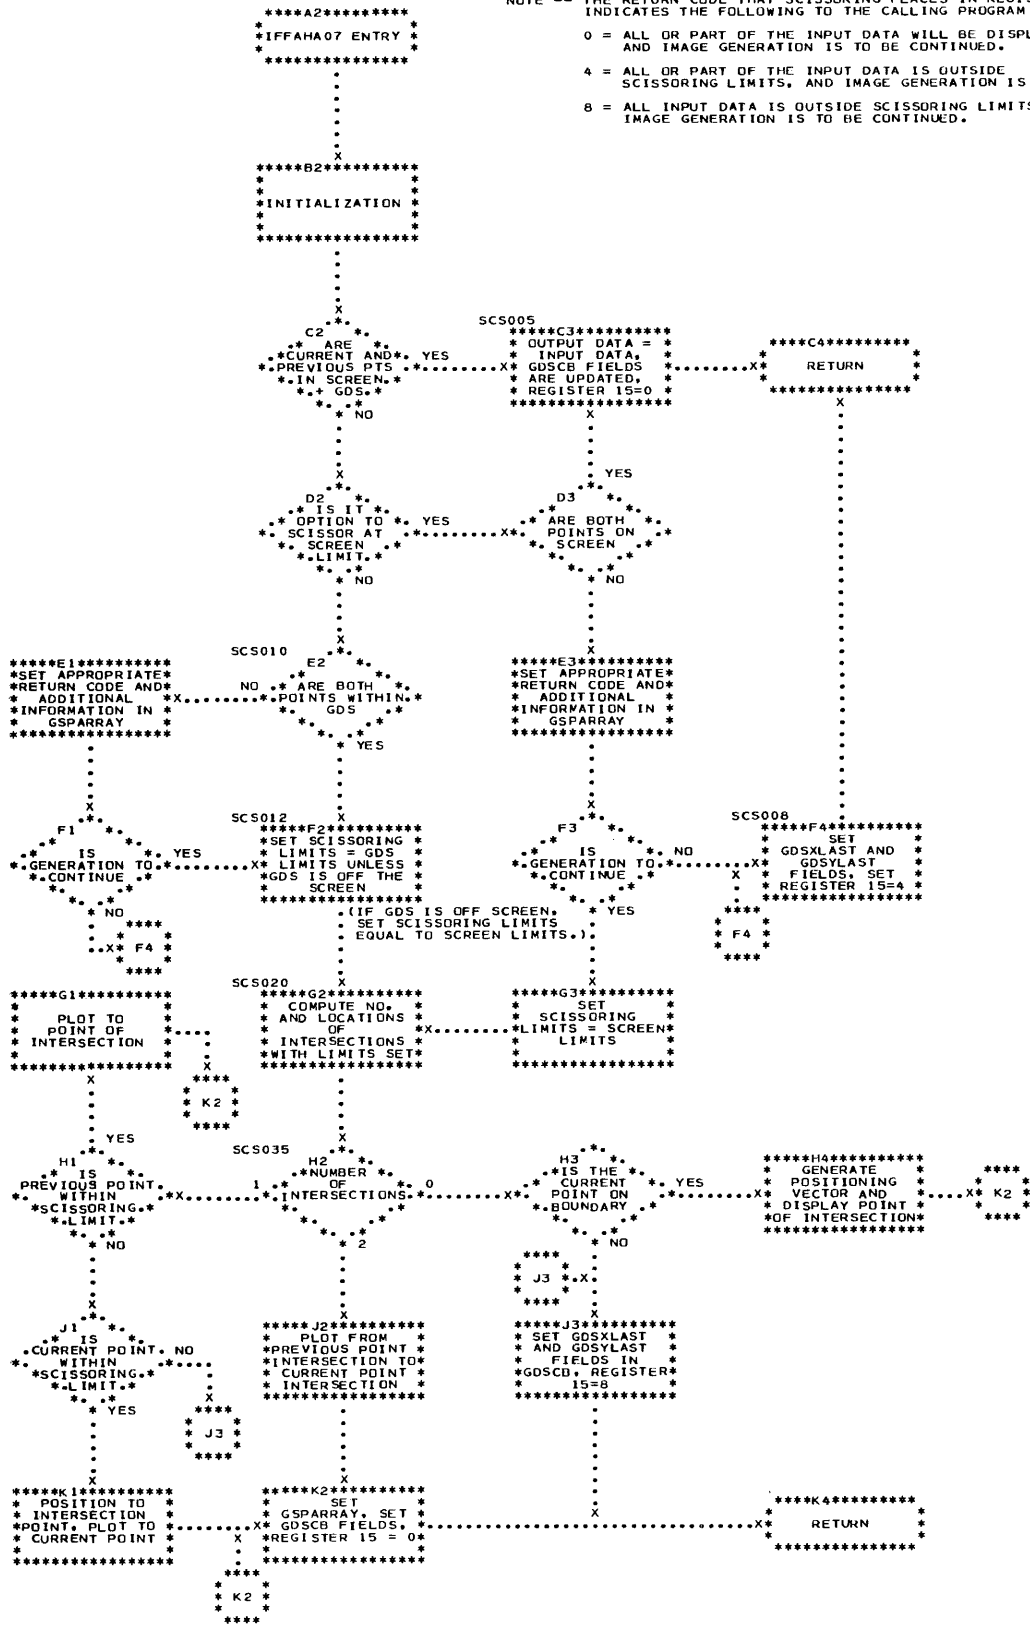 NOTE -- THE RETURN CODE THAT SCISSORING PLACES IN
INDICATES THE FOLLOWING TO THE CALLING PROGRAM
0 = ALL OR PART OF THE INPUT DATA WILL BE DISPL
AND IMAGE GENERATION IS TO BE CONTINUED.
4 = ALL OR PART OF THE INPUT DATA IS OUTSIDE
SCISSORING LIMITS, AND IMAGE GENERATION IS
8 = ALL INPUT DATA IS OUTSIDE SCISSORING LIMITS
IMAGE GENERATION IS TO BE CONTINUED.
A2
IFFAHA07 ENTRY
B2
INITIALIZATION
C2
ARE
CURRENT AND
PREVIOUS PTS
IN SCREEN
+ GDS
YES
NO
SCS005
C3
OUTPUT DATA =
INPUT DATA,
GDSCB FIELDS
ARE UPDATED,
REGISTER 15=0
C4
RETURN
D2
IS IT
OPTION TO
SCISSOR AT
SCREEN
LIMIT
YES
NO
D3
ARE BOTH
POINTS ON
SCREEN
YES
NO
E1
SET APPROPRIATE
RETURN CODE AND
ADDITIONAL
INFORMATION IN
GSPARRAY
SCS010
E2
ARE BOTH
POINTS WITHIN
GDS
NO
YES
E3
SET APPROPRIATE
RETURN CODE AND
ADDITIONAL
INFORMATION IN
GSPARRAY
F1
IS
GENERATION TO
CONTINUE
YES
NO
F4
SCS012
F2
SET SCISSORING
LIMITS = GDS
LIMITS UNLESS
GDS IS OFF THE
SCREEN
(IF GDS IS OFF SCREEN,
SET SCISSORING LIMITS
EQUAL TO SCREEN LIMITS.)
F3
IS
GENERATION TO
CONTINUE
NO
YES
F4
SCS008
F4
SET
GDSXLAST AND
GDSYLAST
FIELDS, SET
REGISTER 15=4
G1
PLOT TO
POINT OF
INTERSECTION
K2
SCS020
G2
COMPUTE NO.
AND LOCATIONS
OF
INTERSECTIONS
WITH LIMITS SET
G3
SET
SCISSORING
LIMITS = SCREEN
LIMITS
H1
IS
PREVIOUS POINT
WITHIN
SCISSORING
LIMIT
YES
NO
SCS035
H2
NUMBER
OF
INTERSECTIONS
1
0
2
H3
IS THE
CURRENT
POINT ON
BOUNDARY
YES
NO
H4
GENERATE
POSITIONING
VECTOR AND
DISPLAY POINT
OF INTERSECTION
K2
J3
J1
IS
CURRENT POINT
WITHIN
SCISSORING
LIMIT
NO
YES
J3
J2
PLOT FROM
PREVIOUS POINT
INTERSECTION TO
CURRENT POINT
INTERSECTION
J3
SET GDSXLAST
AND GDSYLAST
FIELDS IN
GDSCB, REGISTER
15=8
K1
POSITION TO
INTERSECTION
POINT, PLOT TO
CURRENT POINT
K2
SET
GSPARRAY, SET
GDSCB FIELDS,
REGISTER 15 = 0
K2
K4
RETURN